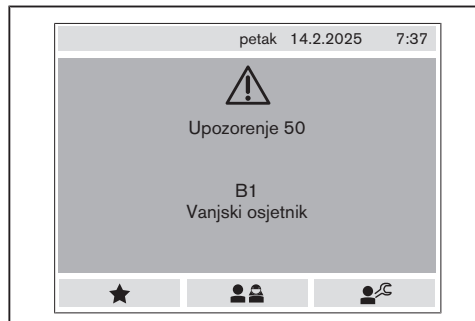 petak 14.2.2025 7:37
Upozorenje 50
B1
Vanjski osjetnik